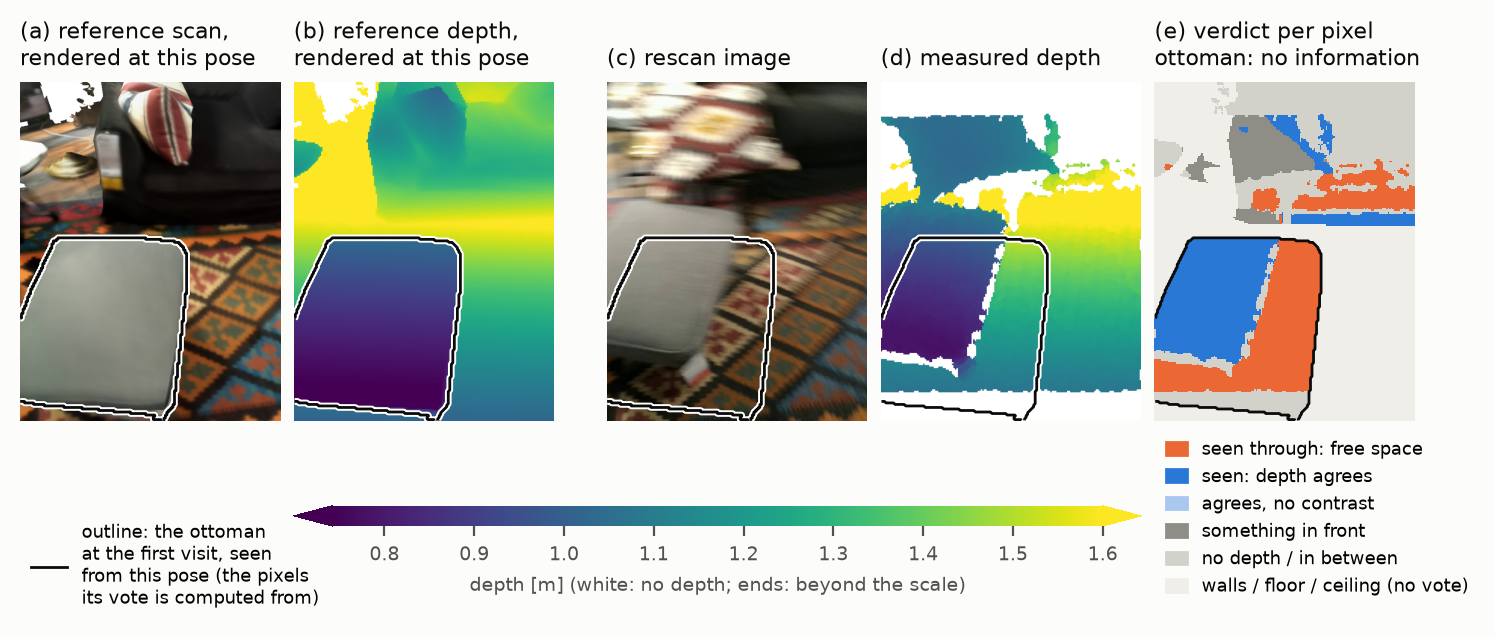 (a) reference scan,
rendered at this pose
(b) reference depth,
rendered at this pose
(c) rescan image
(d) measured depth
(e) verdict per pixel
ottoman: no information
seen through: free space
seen: depth agrees
agrees, no contrast
something in front
no depth / in between
walls / floor / ceiling (no vote)
outline: the ottoman
at the first visit, seen
from this pose (the pixels
its vote is computed from)
0.8 0.9 1.0 1.1 1.2 1.3 1.4 1.5 1.6
depth [m] (white: no depth; ends: beyond the scale)